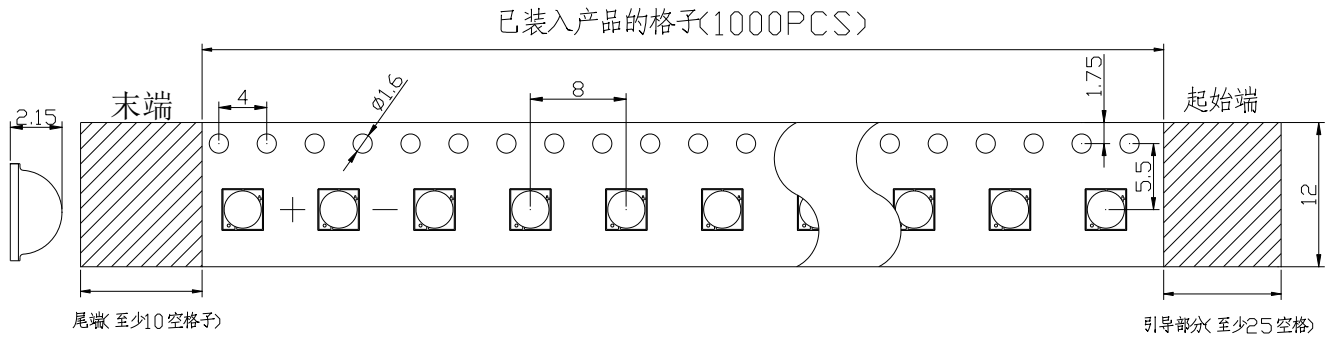 已装入产品的格子(1000PCS)
1.75
ø1.6
4
8
末端
起始端
2.15
5.5
12
+
-
尾端(至少10空格子)
引导部分(至少25空格)